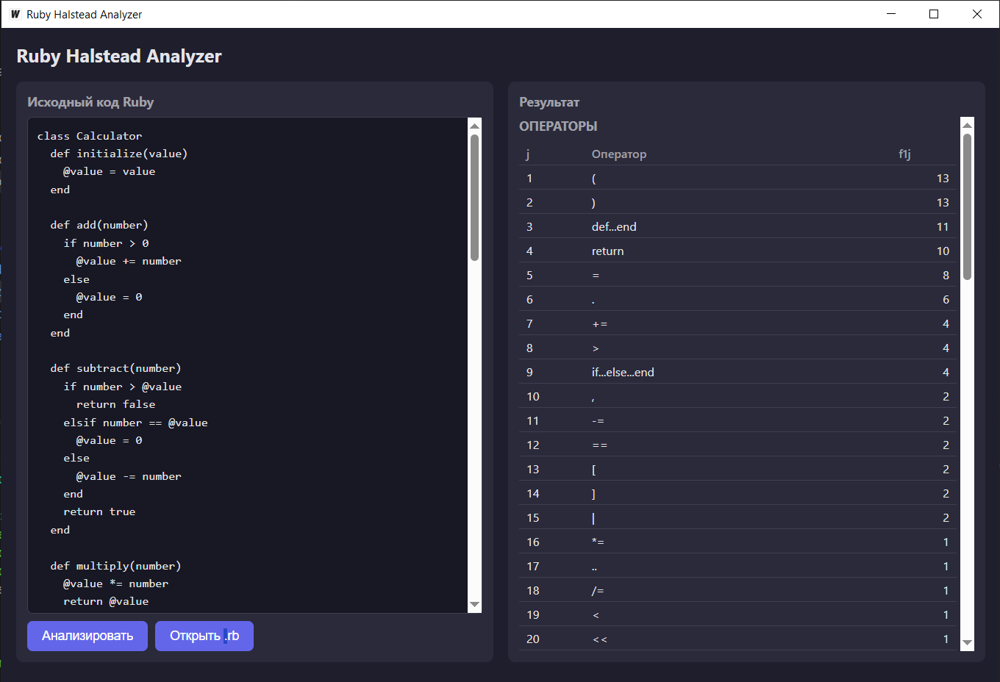 Ruby Halstead Analyzer
Ruby Halstead Analyzer
Исходный код Ruby
class Calculator
  def initialize(value)
    @value = value
  end

  def add(number)
    if number > 0
      @value += number
    else
      @value = 0
    end
  end

  def subtract(number)
    if number > @value
      return false
    elsif number == @value
      @value = 0
    else
      @value -= number
    end
    return true
  end

  def multiply(number)
    @value *= number
    return @value
Анализировать Открыть .rb
Результат
ОПЕРАТОРЫ
j Оператор f1j
1 ( 13
2 ) 13
3 def...end 11
4 return 10
5 = 8
6 . 6
7 += 4
8 > 4
9 if...else...end 4
10 , 2
11 -= 2
12 == 2
13 [ 2
14 ] 2
15 | 2
16 *= 1
17 .. 1
18 /= 1
19 < 1
20 << 1